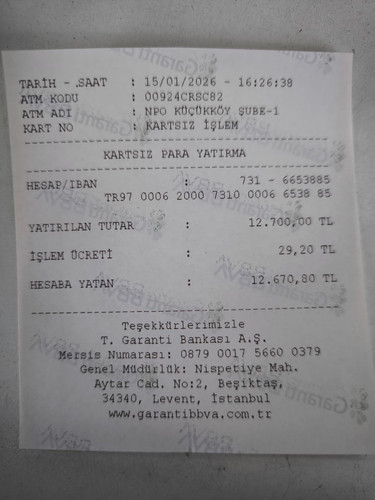 TARİH - SAAT : 15/01/2026 - 16:26:38
ATM KODU : 00924CRSC82
ATM ADI : NPO KÜÇÜKKÖY ŞUBE-1
KART NO : KARTSIZ İŞLEM
KARTSIZ PARA YATIRMA
HESAP/IBAN : 731 - 6653885
TR97 0006 2000 7310 0006 6538 85
YATIRILAN TUTAR : 12.700,00 TL
İŞLEM ÜCRETİ : 29,20 TL
HESABA YATAN : 12.670,80 TL
Teşekkürlerimizle
T. Garanti Bankası A.Ş.
Mersis Numarası: 0879 0017 5660 0379
Genel Müdürlük: Nispetiye Mah.
Aytar Cad. No:2, Beşiktaş,
34340, Levent, İstanbul
www.garantibbva.com.tr